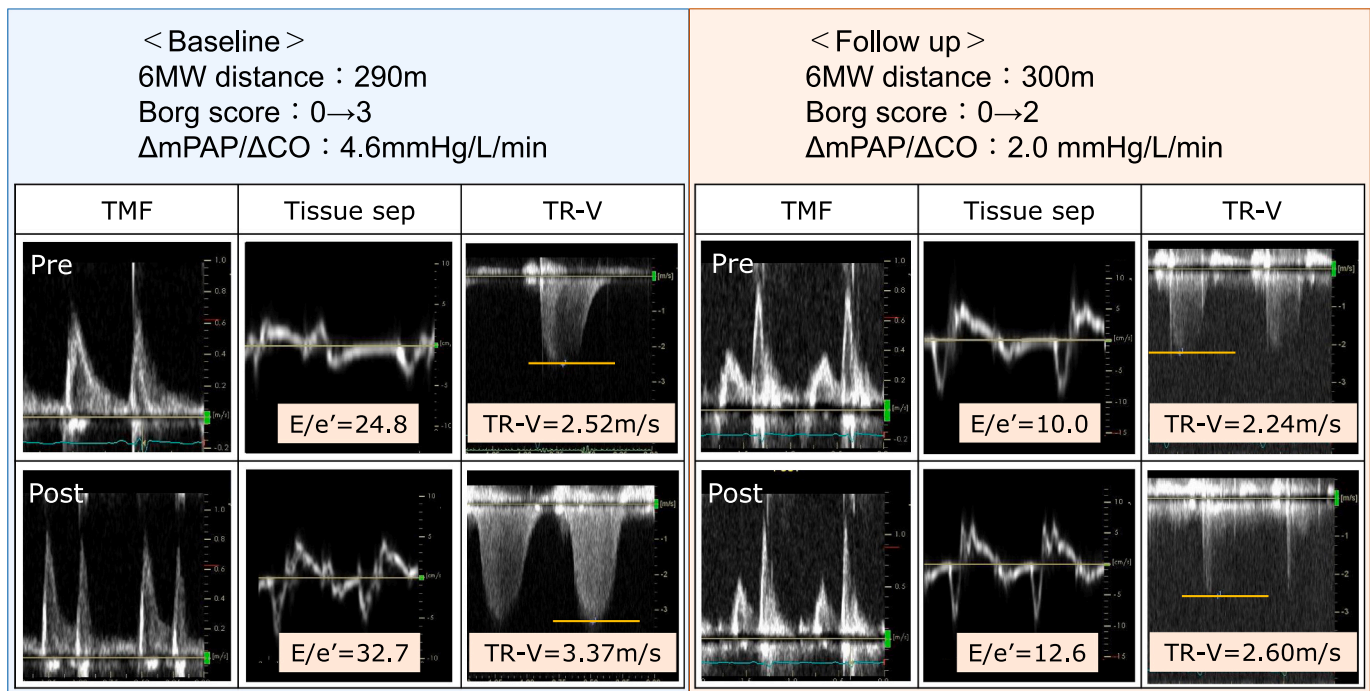 ＜Baseline＞
6MW distance：290m
Borg score：0→3
ΔmPAP/ΔCO：4.6mmHg/L/min
＜Follow up＞
6MW distance：300m
Borg score：0→2
ΔmPAP/ΔCO：2.0 mmHg/L/min
TMF Tissue sep TR-V
TMF Tissue sep TR-V
Pre
E/e’=24.8
TR-V=2.52m/s
Pre
E/e’=10.0
TR-V=2.24m/s
Post
E/e’=32.7
TR-V=3.37m/s
Post
E/e’=12.6
TR-V=2.60m/s